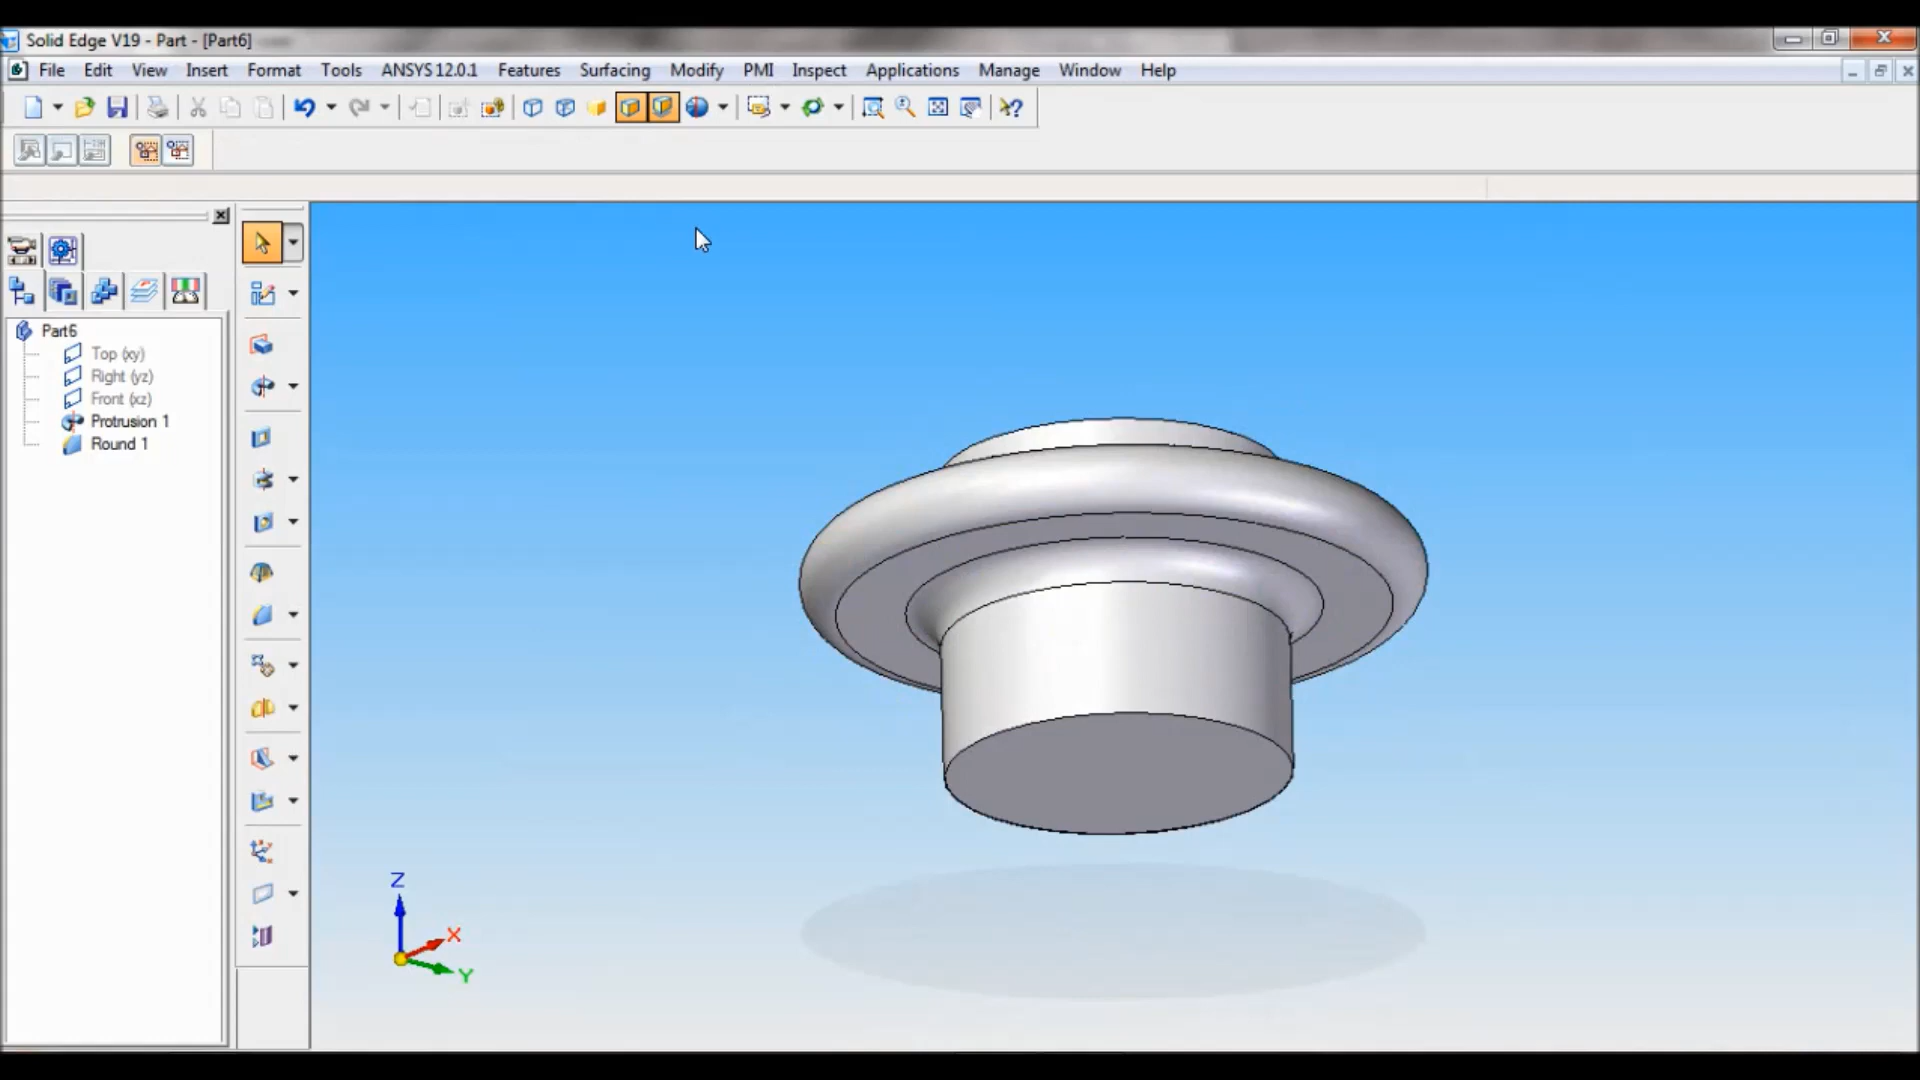 Solid Edge V19 - Part - [Part6]
File Edit View Insert Format Tools ANSYS 12.0.1 Features Surfacing Modify PMI Inspect Applications Manage Window Help
Part6
Top (xy)
Right (yz)
Front (xz)
Protrusion 1
Round 1
Z
X
Y